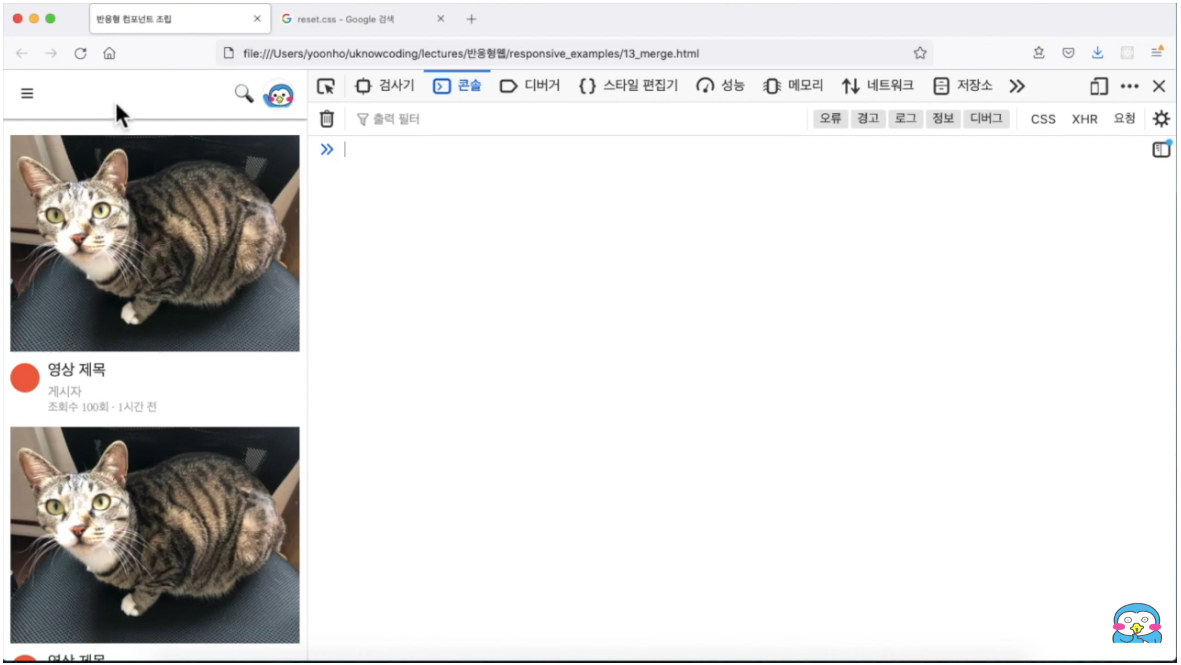 반응형 컴포넌트 조립
reset.css - Google 검색
file:///Users/yoonho/uknowcoding/lectures/반응형웹/responsive_examples/13_merge.html
검사기 콘솔 디버거 스타일 편집기 성능 메모리 네트워크 저장소
출력 필터 오류 경고 로그 정보 디버그 CSS XHR 요청
영상 제목
게시자
조회수 100회 · 1시간 전
영상 제목